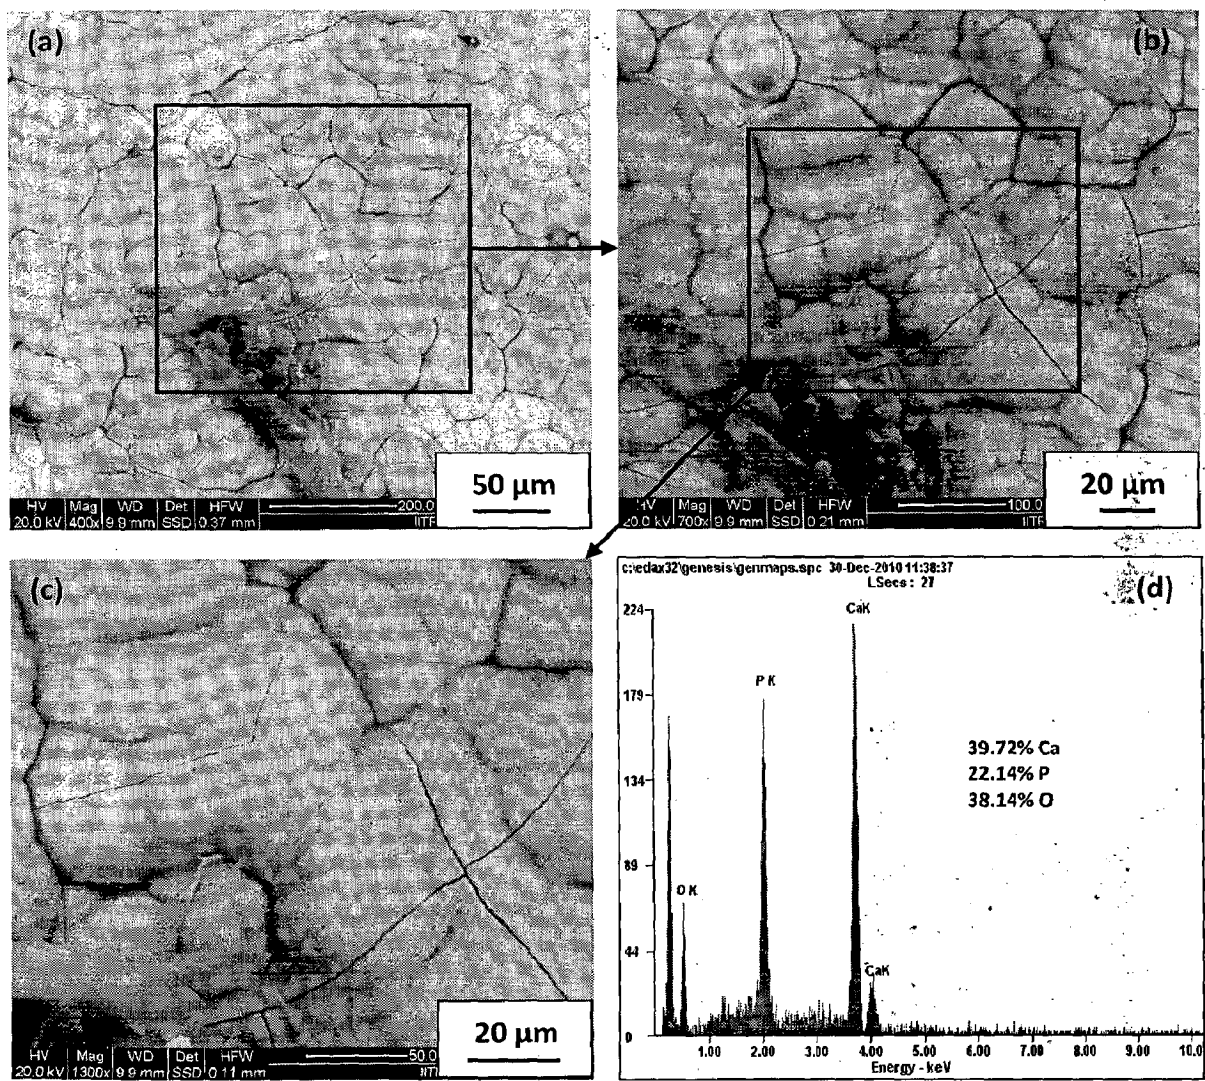 (a)
50 μm
HV Mag WD Det HFW 200.0
20.0 kV 400x 9.9 mm SSD 0.37 mm
(b)
20 μm
HV Mag WD Det HFW 100.0
20.0 kV 700x 9.9 mm SSD 0.21 mm
(c)
20 μm
HV Mag WD Det HFW 50.0
20.0 kV 1300x 9.9 mm SSD 0.11 mm
c:\edax32\genesis\genmaps.spc 30-Dec-2010 11:38:37
LSecs : 27
(d)
224
179
134
89
44
0
CaK
P K
O K
CaK
39.72% Ca
22.14% P
38.14% O
1.00 2.00 3.00 4.00 5.00 6.00 7.00 8.00 9.00 10.0
Energy - keV